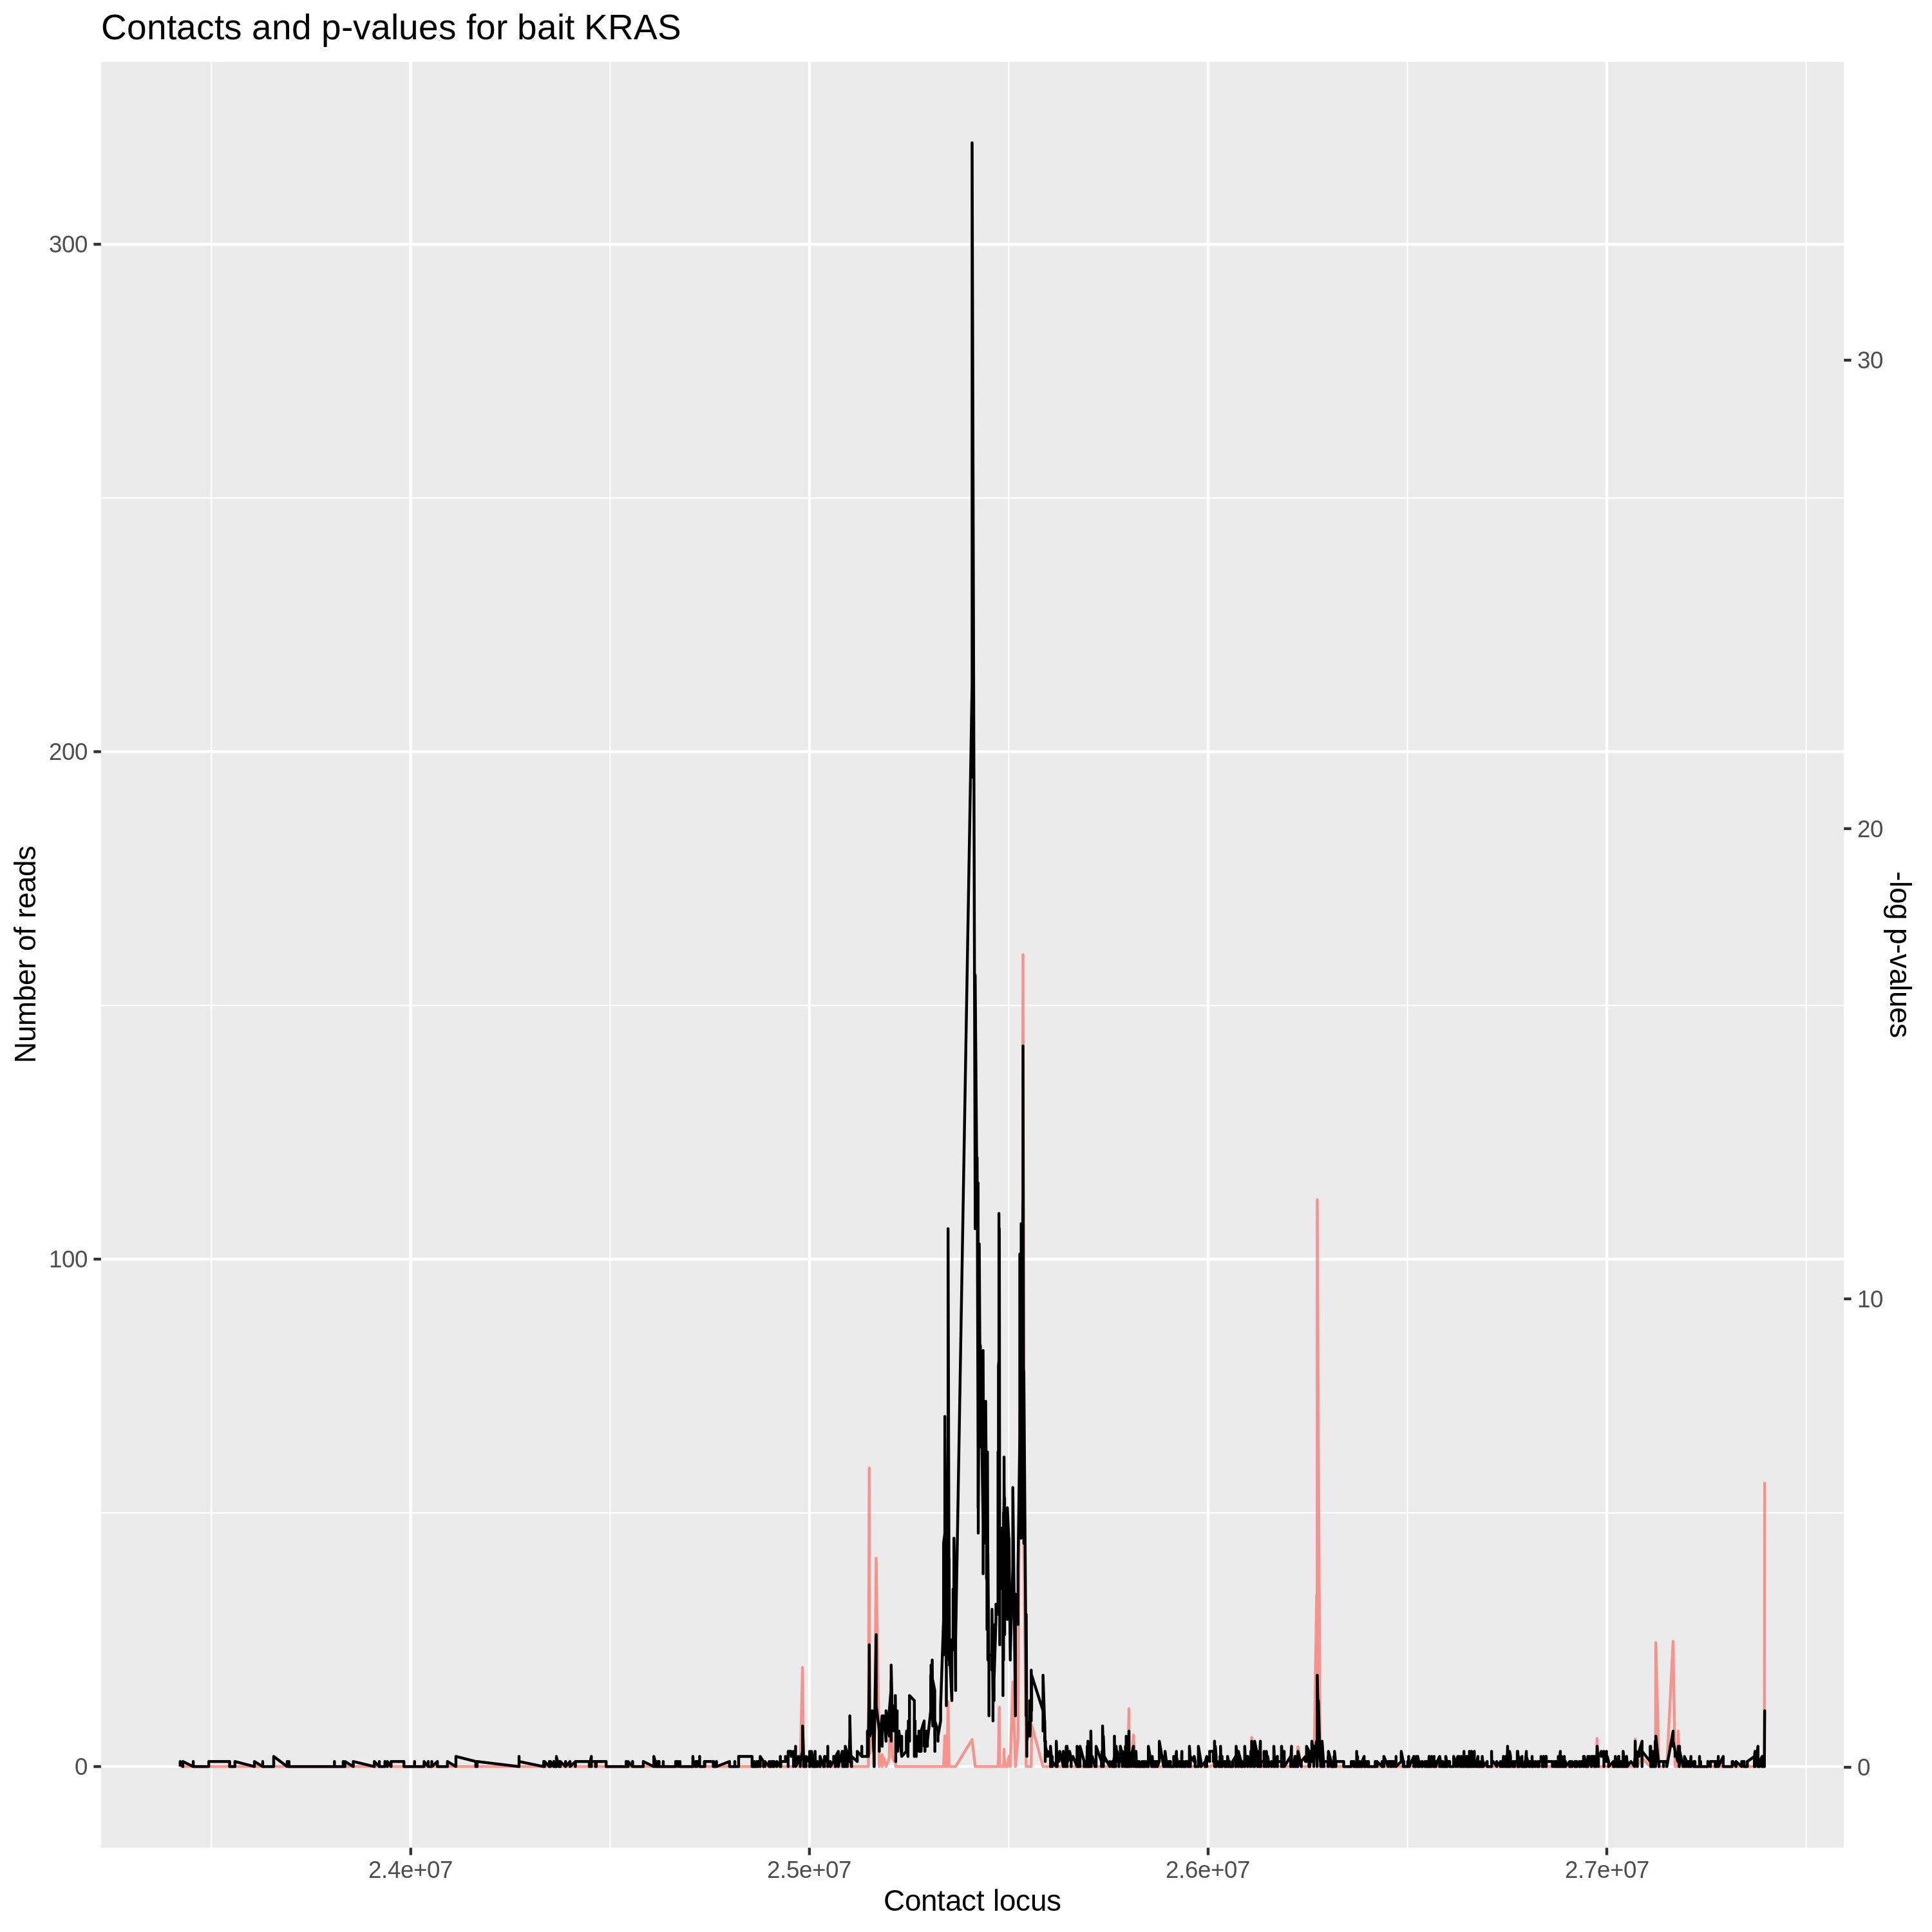 Contacts and p-values for bait KRAS
Number of reads
300
200
100
0
30
20
10
0
-log p-values
2.4e+07 2.5e+07 2.6e+07 2.7e+07
Contact locus